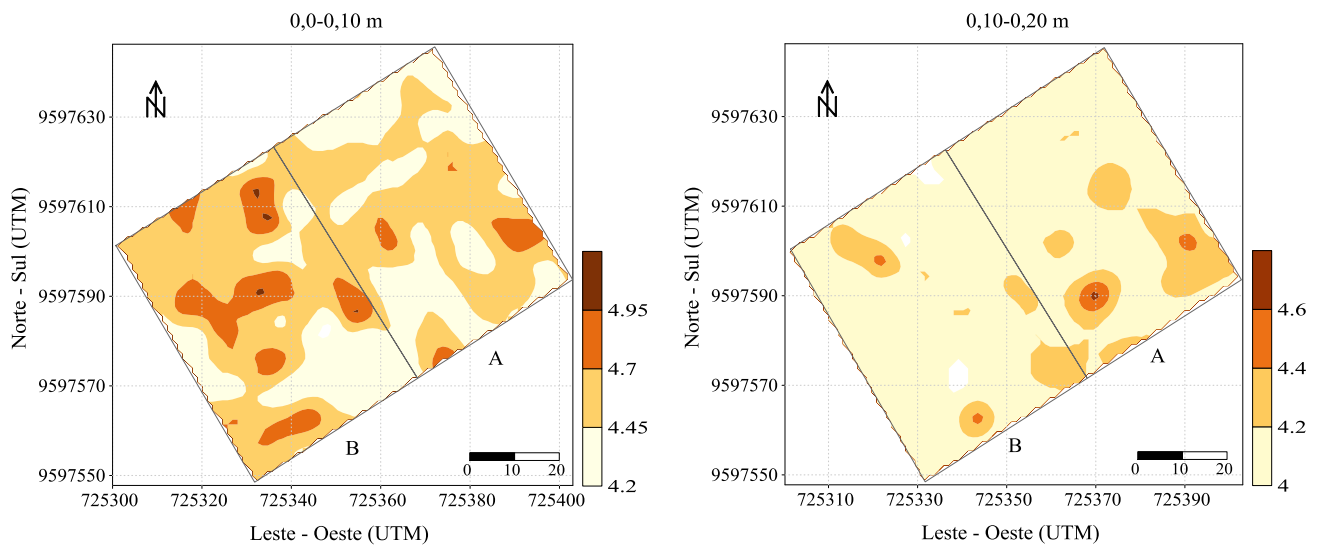 0,0-0,10 m
N
9597630
9597610
9597590
9597570
9597550
Norte - Sul (UTM)
A
B
0 10 20
725300 725320 725340 725360 725380 725400
Leste - Oeste (UTM)
4.95
4.7
4.45
4.2
0,10-0,20 m
N
9597630
9597610
9597590
9597570
9597550
Norte - Sul (UTM)
A
B
0 10 20
725310 725330 725350 725370 725390
Leste - Oeste (UTM)
4.6
4.4
4.2
4